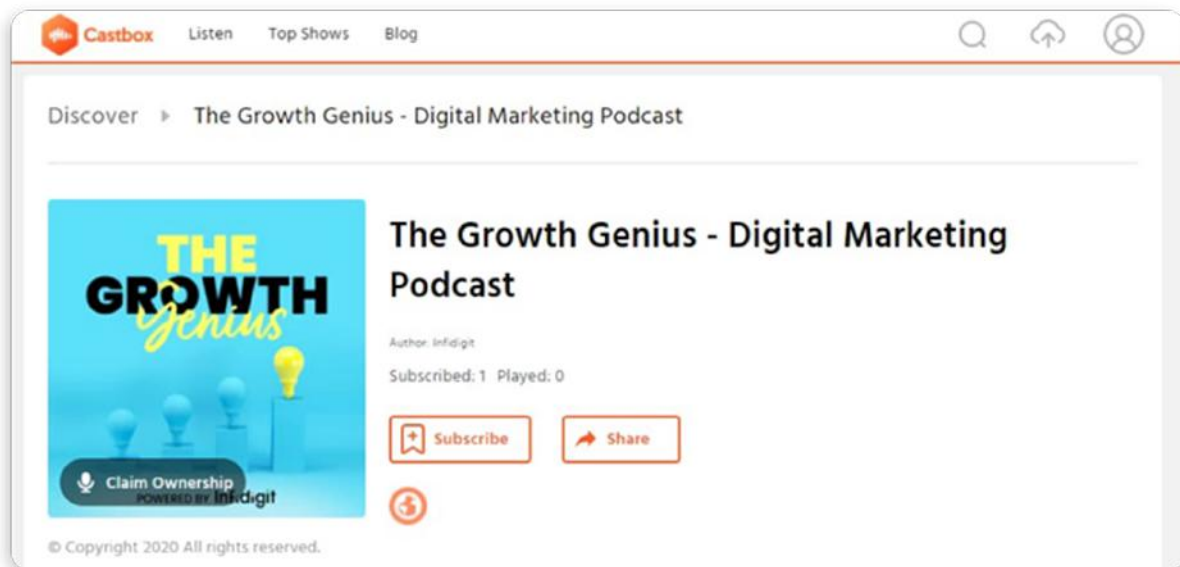 Castbox Listen Top Shows Blog
Discover The Growth Genius - Digital Marketing Podcast
THE
GROWTH
Genius
Claim Ownership
POWERED BY Infidigit
The Growth Genius - Digital Marketing
Podcast
Author: Infidigit
Subscribed: 1 Played: 0
Subscribe Share
© Copyright 2020 All rights reserved.